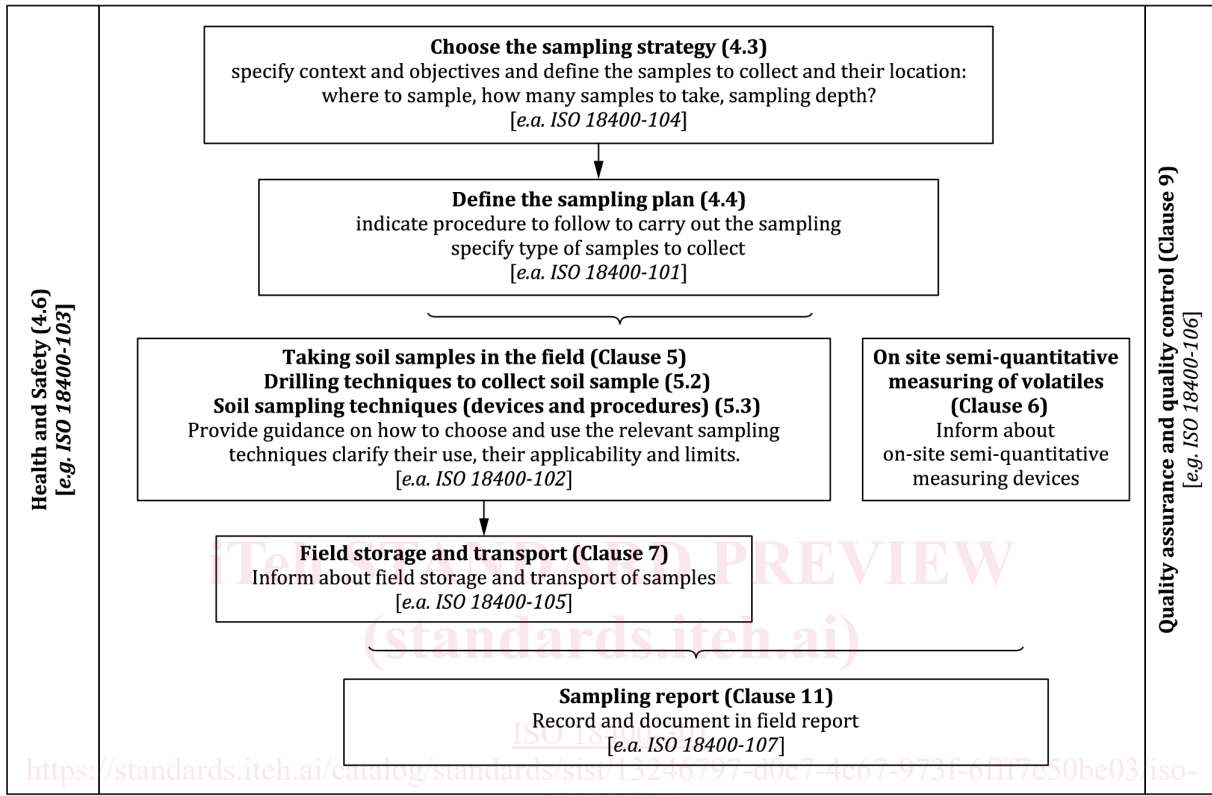 Health and Safety (4.6)
[e.g. ISO 18400-103]
Choose the sampling strategy (4.3)
specify context and objectives and define the samples to collect and their location:
where to sample, how many samples to take, sampling depth?
[e.a. ISO 18400-104]
Define the sampling plan (4.4)
indicate procedure to follow to carry out the sampling
specify type of samples to collect
[e.a. ISO 18400-101]
Taking soil samples in the field (Clause 5)
Drilling techniques to collect soil sample (5.2)
Soil sampling techniques (devices and procedures) (5.3)
Provide guidance on how to choose and use the relevant sampling
techniques clarify their use, their applicability and limits.
[e.a. ISO 18400-102]
On site semi-quantitative
measuring of volatiles
(Clause 6)
Inform about
on-site semi-quantitative
measuring devices
Field storage and transport (Clause 7)
Inform about field storage and transport of samples
[e.a. ISO 18400-105]
Sampling report (Clause 11)
Record and document in field report
[e.a. ISO 18400-107]
Quality assurance and quality control (Clause 9)
[e.g. ISO 18400-106]
iTeh STANDARD PREVIEW
(standards.iteh.ai)
ISO 18400-301
https://standards.iteh.ai/catalog/standards/sist/13246797-d0c7-4c67-973f-6fff7e50be03/iso-